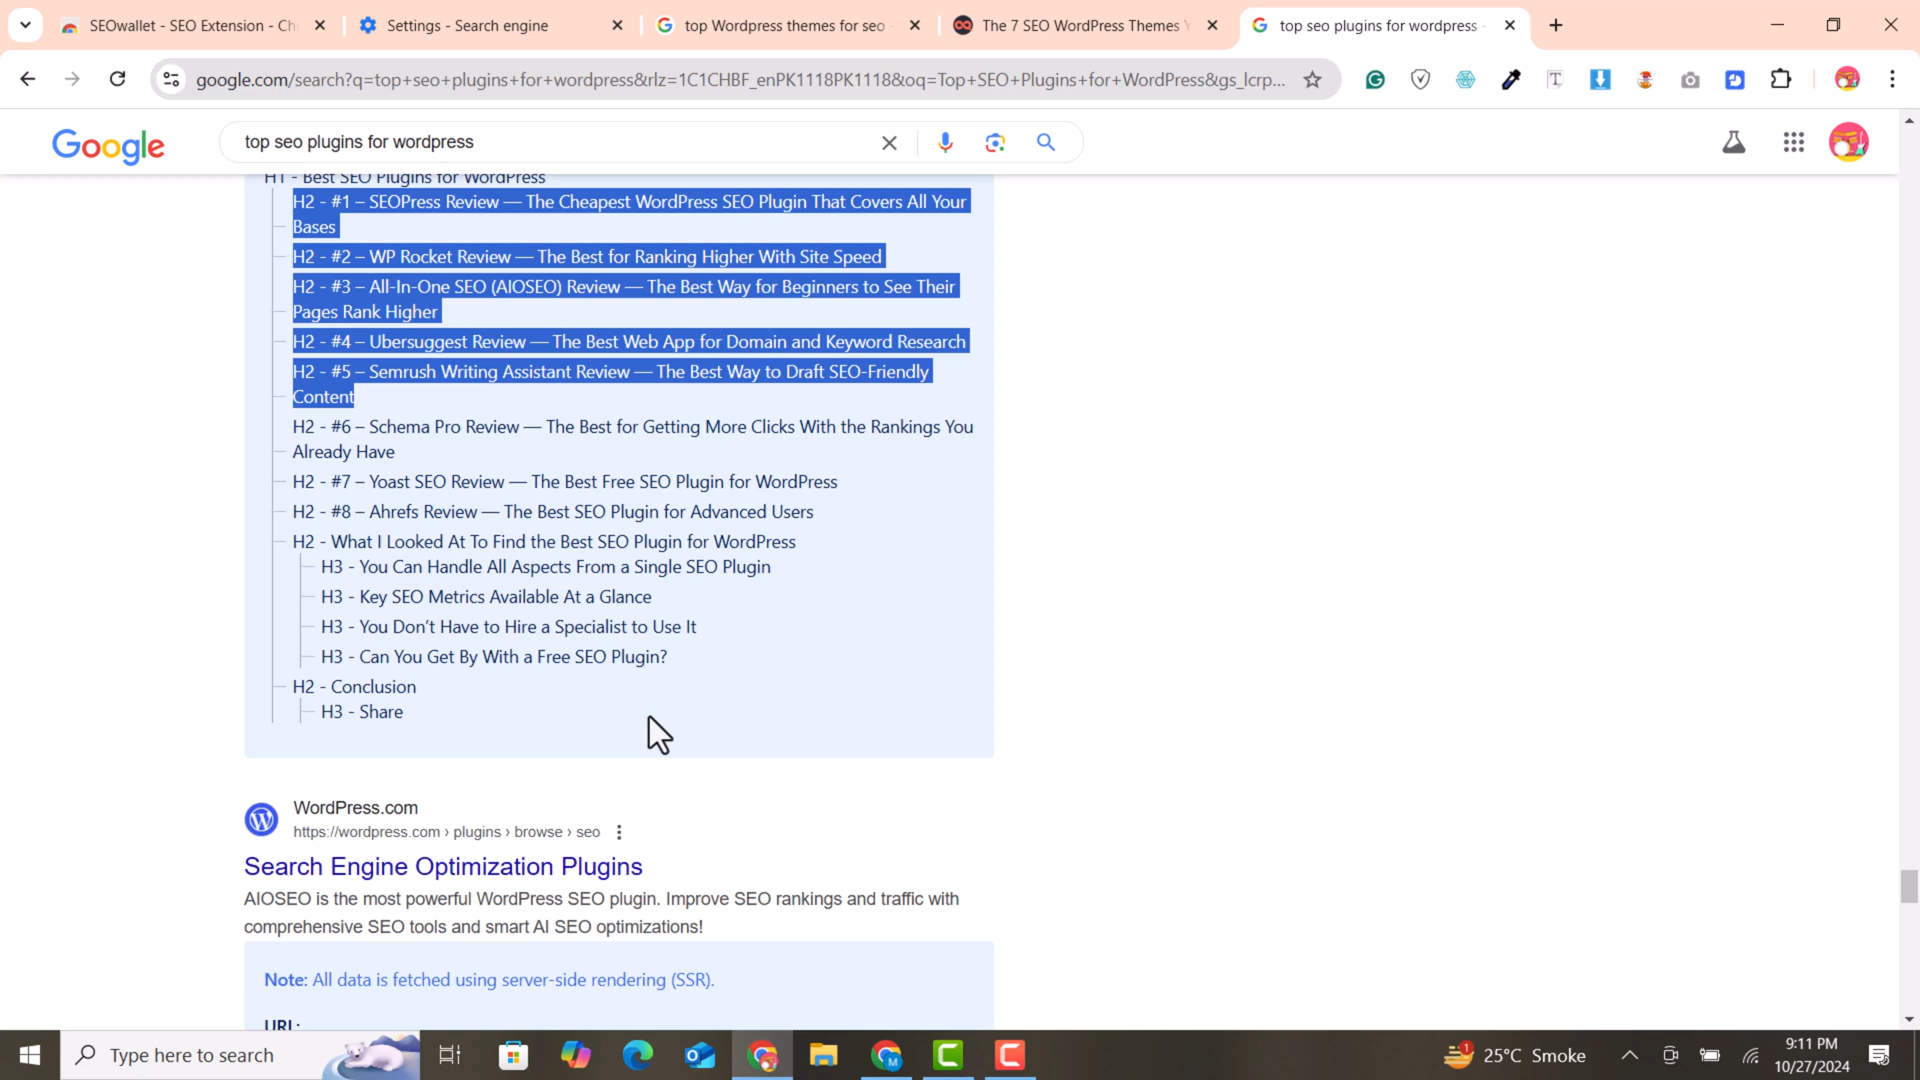 SEOwallet - SEO Extension - Ch
Settings - Search engine
top Wordpress themes for seo
The 7 SEO WordPress Themes Y
top seo plugins for wordpress -
google.com/search?q=top+seo+plugins+for+wordpress&rlz=1C1CHBF_enPK1118PK1118&oq=Top+SEO+Plugins+for+WordPress&gs_lcrp...
Google
top seo plugins for wordpress
H1 - Best SEO Plugins for WordPress
H2 - #1 – SEOPress Review — The Cheapest WordPress SEO Plugin That Covers All Your
Bases
H2 - #2 – WP Rocket Review — The Best for Ranking Higher With Site Speed
H2 - #3 – All-In-One SEO (AIOSEO) Review — The Best Way for Beginners to See Their
Pages Rank Higher
H2 - #4 – Ubersuggest Review — The Best Web App for Domain and Keyword Research
H2 - #5 – Semrush Writing Assistant Review — The Best Way to Draft SEO-Friendly
Content
H2 - #6 – Schema Pro Review — The Best for Getting More Clicks With the Rankings You
Already Have
H2 - #7 – Yoast SEO Review — The Best Free SEO Plugin for WordPress
H2 - #8 – Ahrefs Review — The Best SEO Plugin for Advanced Users
H2 - What I Looked At To Find the Best SEO Plugin for WordPress
H3 - You Can Handle All Aspects From a Single SEO Plugin
H3 - Key SEO Metrics Available At a Glance
H3 - You Don’t Have to Hire a Specialist to Use It
H3 - Can You Get By With a Free SEO Plugin?
H2 - Conclusion
H3 - Share
WordPress.com
https://wordpress.com › plugins › browse › seo
Search Engine Optimization Plugins
AIOSEO is the most powerful WordPress SEO plugin. Improve SEO rankings and traffic with
comprehensive SEO tools and smart AI SEO optimizations!
Note: All data is fetched using server-side rendering (SSR).
URL:
Type here to search
25°C Smoke
9:11 PM
10/27/2024